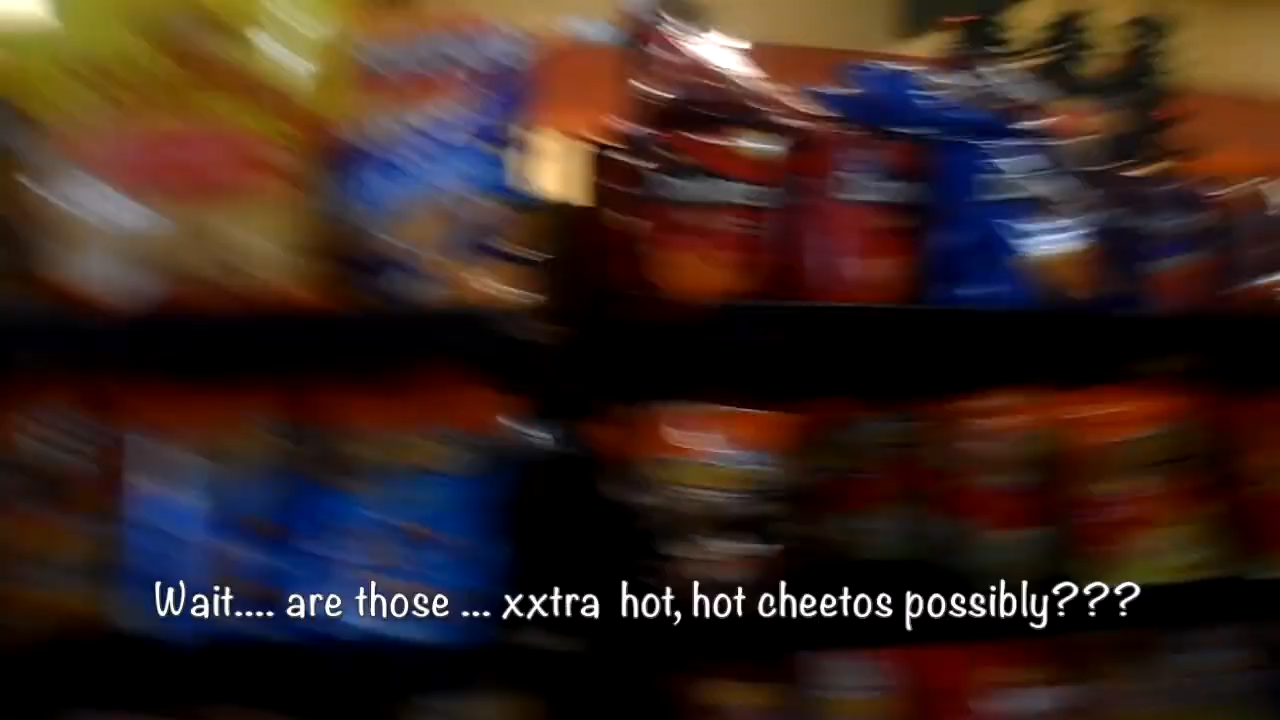 Wait.... are those ... xxtra hot, hot cheetos possibly???